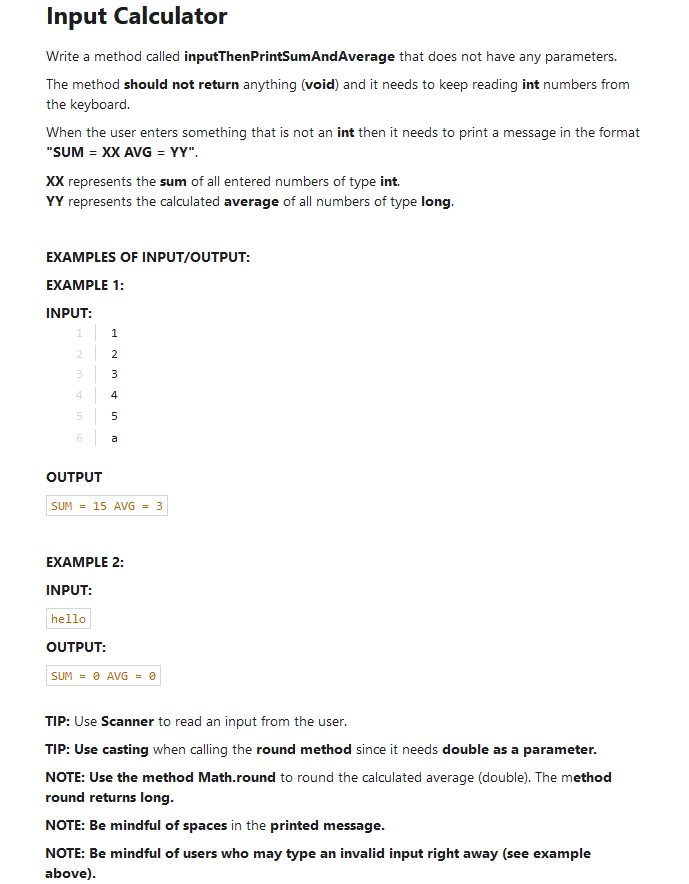 Input Calculator
Write a method called inputThenPrintSumAndAverage that does not have any parameters.
The method should not return anything (void) and it needs to keep reading int numbers from
the keyboard.
When the user enters something that is not an int then it needs to print a message in the format
"SUM = XX AVG = YY".
XX represents the sum of all entered numbers of type int.
YY represents the calculated average of all numbers of type long.
EXAMPLES OF INPUT/OUTPUT:
EXAMPLE 1:
INPUT:
1 1
2 2
3 3
4 4
5 5
6 a
OUTPUT
SUM = 15 AVG = 3
EXAMPLE 2:
INPUT:
hello
OUTPUT:
SUM = 0 AVG = 0
TIP: Use Scanner to read an input from the user.
TIP: Use casting when calling the round method since it needs double as a parameter.
NOTE: Use the method Math.round to round the calculated average (double). The method
round returns long.
NOTE: Be mindful of spaces in the printed message.
NOTE: Be mindful of users who may type an invalid input right away (see example
above).